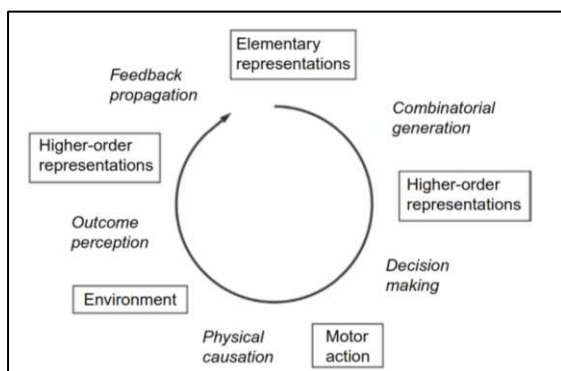 Elementary
representations
Feedback
propagation
Combinatorial
generation
Higher-order
representations
Higher-order
representations
Outcome
perception
Decision
making
Environment
Physical
causation
Motor
action